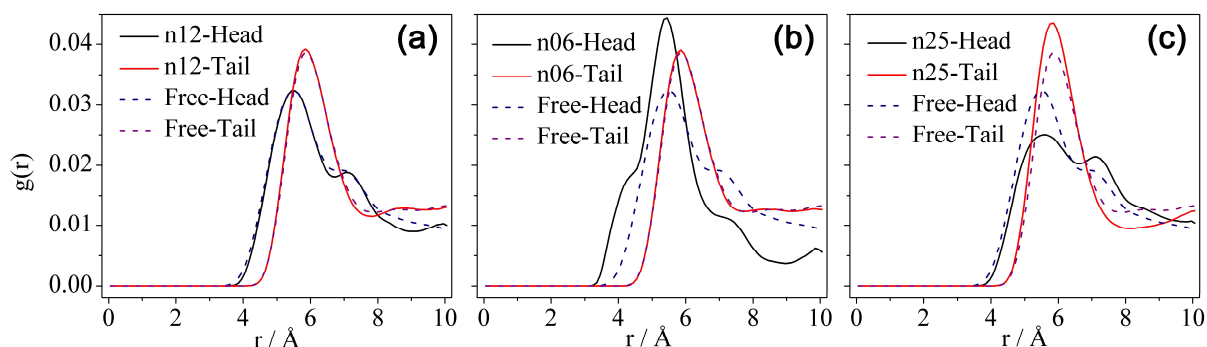 g(r)
0.04
0.03
0.02
0.01
0.00
(a)
n12-Head
n12-Tail
Free-Head
Free-Tail
0 2 4 6 8 10
r / Å
(b)
n06-Head
n06-Tail
Free-Head
Free-Tail
0 2 4 6 8 10
r / Å
(c)
n25-Head
n25-Tail
Free-Head
Free-Tail
0 2 4 6 8 10
r / Å